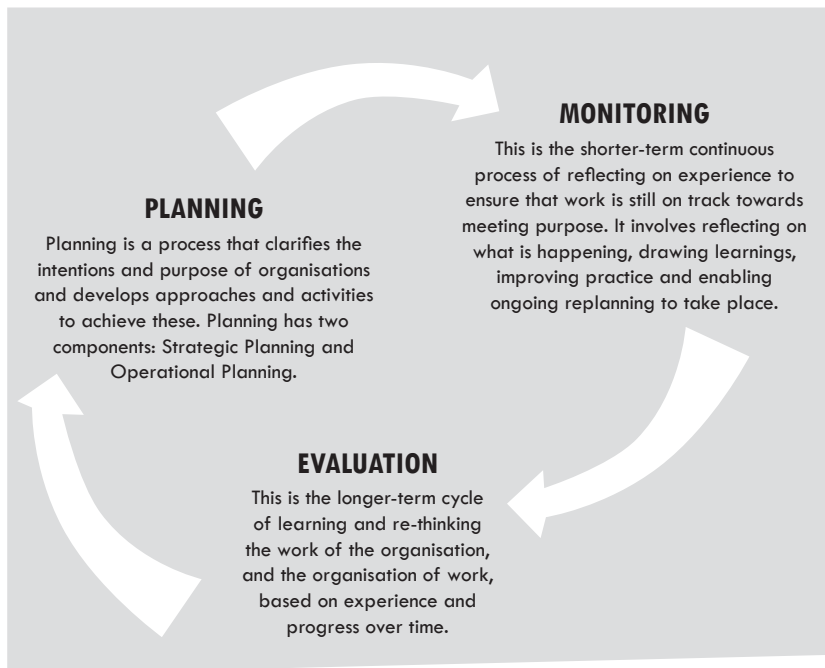 PLANNING
Planning is a process that clarifies the
intentions and purpose of organisations
and develops approaches and activities
to achieve these. Planning has two
components: Strategic Planning and
Operational Planning.
MONITORING
This is the shorter-term continuous
process of reflecting on experience to
ensure that work is still on track towards
meeting purpose. It involves reflecting on
what is happening, drawing learnings,
improving practice and enabling
ongoing replanning to take place.
EVALUATION
This is the longer-term cycle
of learning and re-thinking
the work of the organisation,
and the organisation of work,
based on experience and
progress over time.